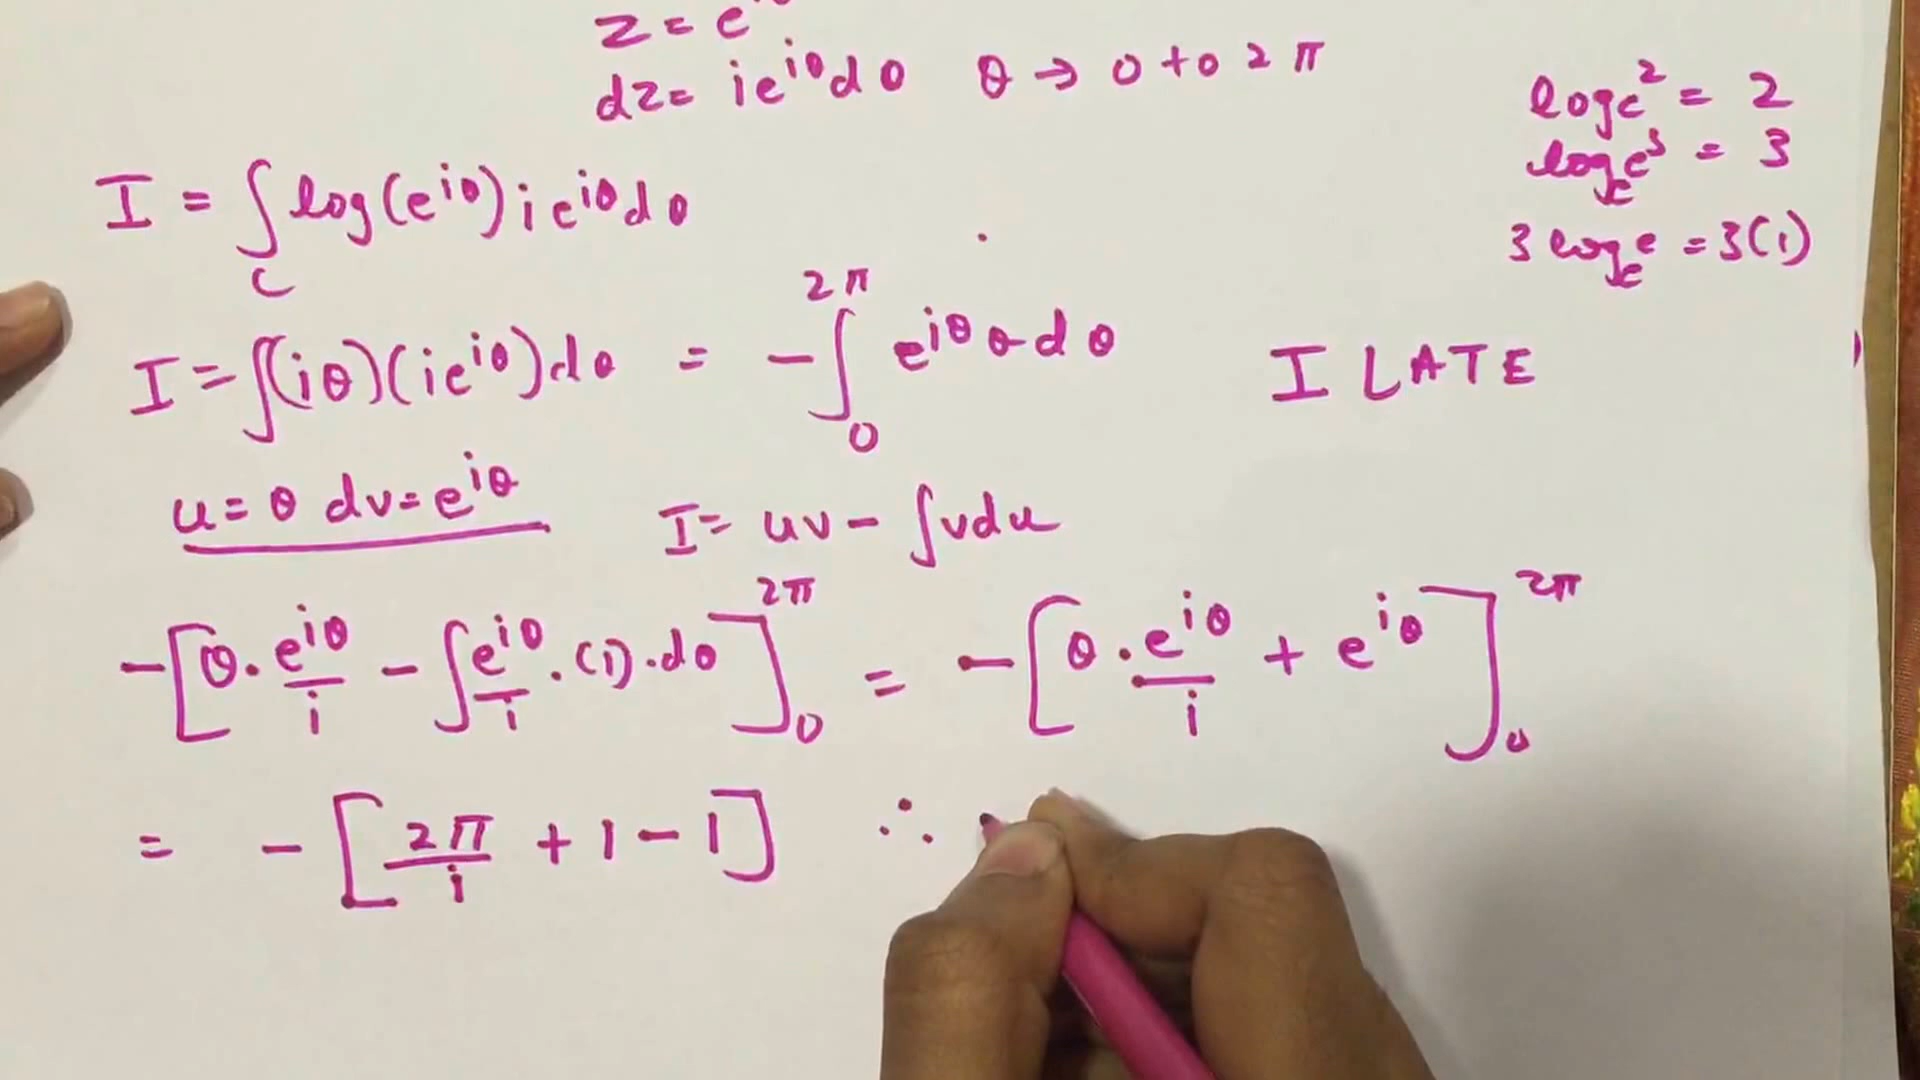 z = e
dz = ie^{iθ}dθ θ → 0 to 2π
log e^2 = 2
log_e e^3 = 3
3 log_e e = 3(1)
I = ∫_C log(e^{iθ}) i e^{iθ} dθ
I = ∫(iθ)(ie^{iθ})dθ = -∫_0^{2π} e^{iθ} θ dθ
I LATE
u = θ dv = e^{iθ} I = uv - ∫vdu
-[θ · e^{iθ}/i - ∫ e^{iθ}/i · (1) · dθ]_0^{2π} = -[θ · e^{iθ}/i + e^{iθ}]_0^{2π}
= -[2π/i + 1 - 1] ∴